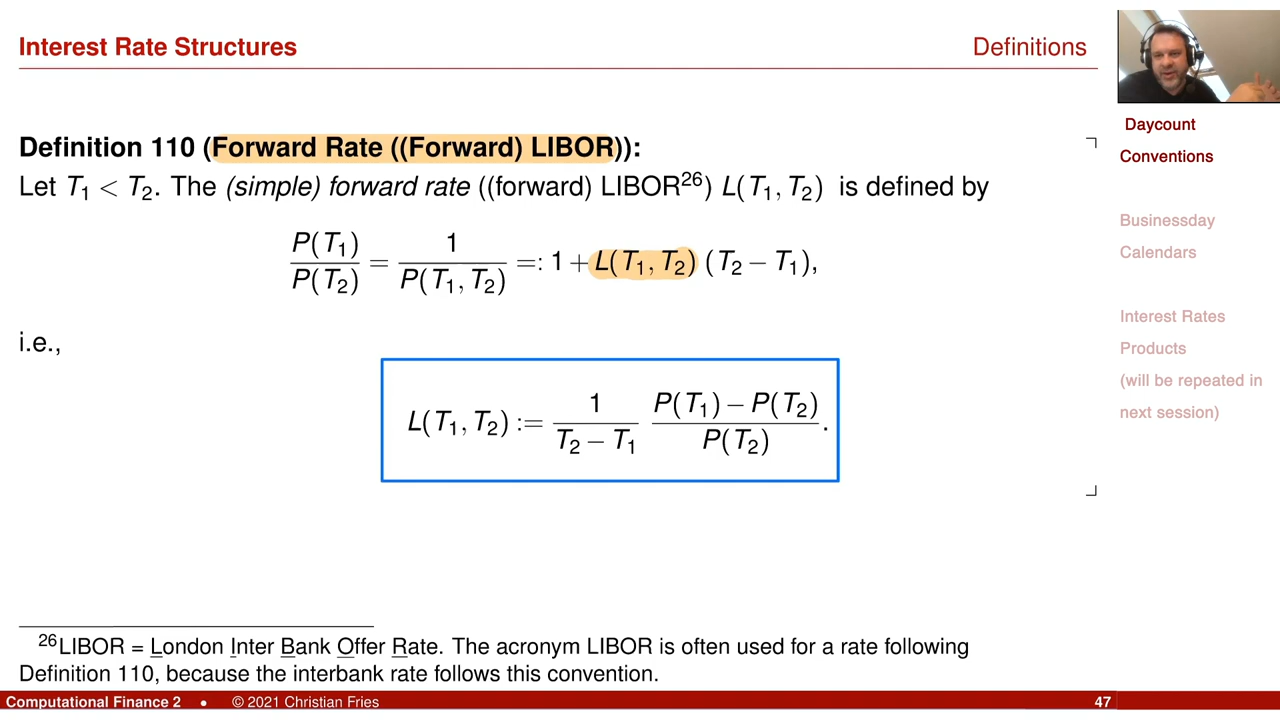 Interest Rate Structures
Definitions
Daycount
Conventions
Businessday
Calendars
Interest Rates
Products
(will be repeated in
next session)
Definition 110 (Forward Rate ((Forward) LIBOR)):
Let T₁ < T₂. The (simple) forward rate ((forward) LIBOR²⁶) L(T₁, T₂) is defined by
P(T₁)/P(T₂) = 1/P(T₁, T₂) =: 1 + L(T₁, T₂) (T₂ − T₁),
i.e.,
L(T₁, T₂) := 1/(T₂ − T₁) (P(T₁) − P(T₂))/P(T₂).
²⁶LIBOR = London Inter Bank Offer Rate. The acronym LIBOR is often used for a rate following
Definition 110, because the interbank rate follows this convention.
Computational Finance 2 • © 2021 Christian Fries
47